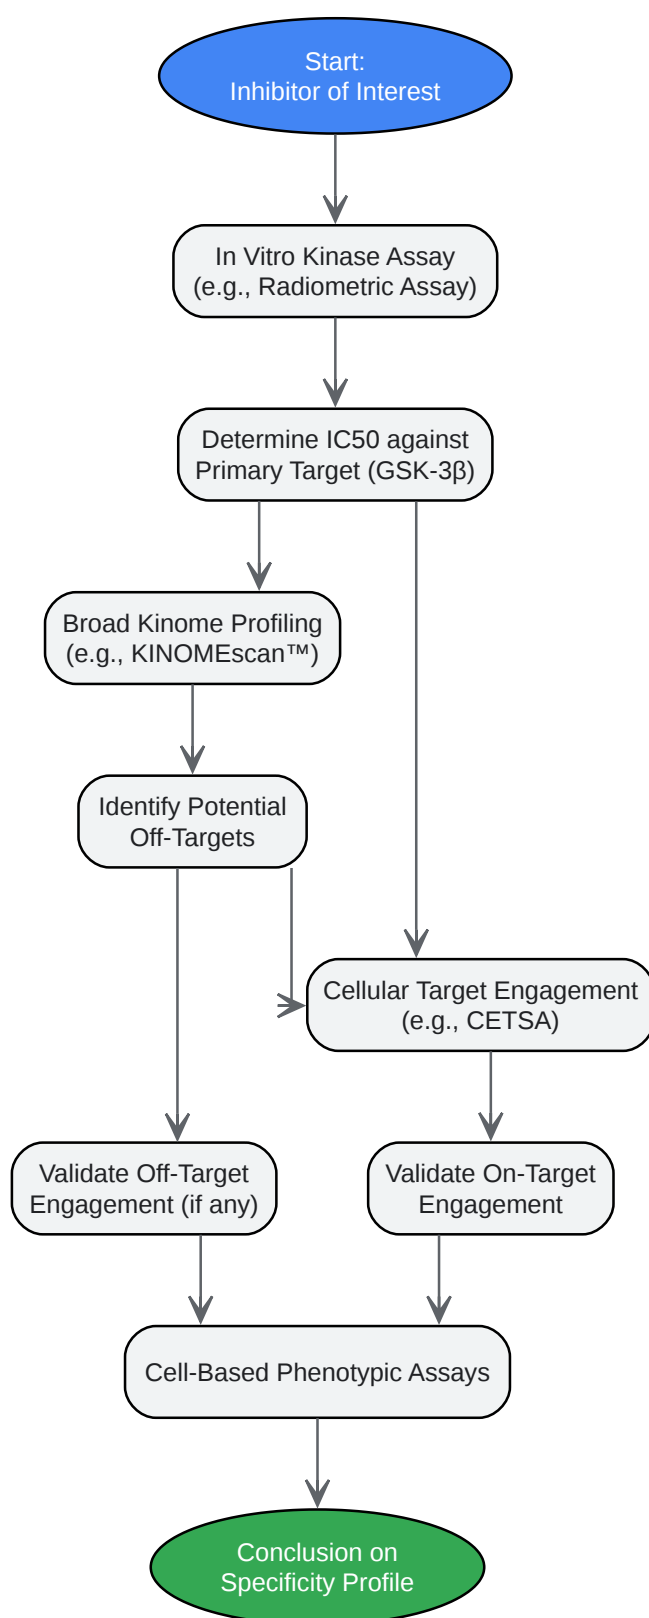 Start:
Inhibitor of Interest
In Vitro Kinase Assay
(e.g., Radiometric Assay)
Determine IC50 against
Primary Target (GSK-3β)
Broad Kinome Profiling
(e.g., KINOMEscan™)
Identify Potential
Off-Targets
Cellular Target Engagement
(e.g., CETSA)
Validate Off-Target
Engagement (if any)
Validate On-Target
Engagement
Cell-Based Phenotypic Assays
Conclusion on
Specificity Profile